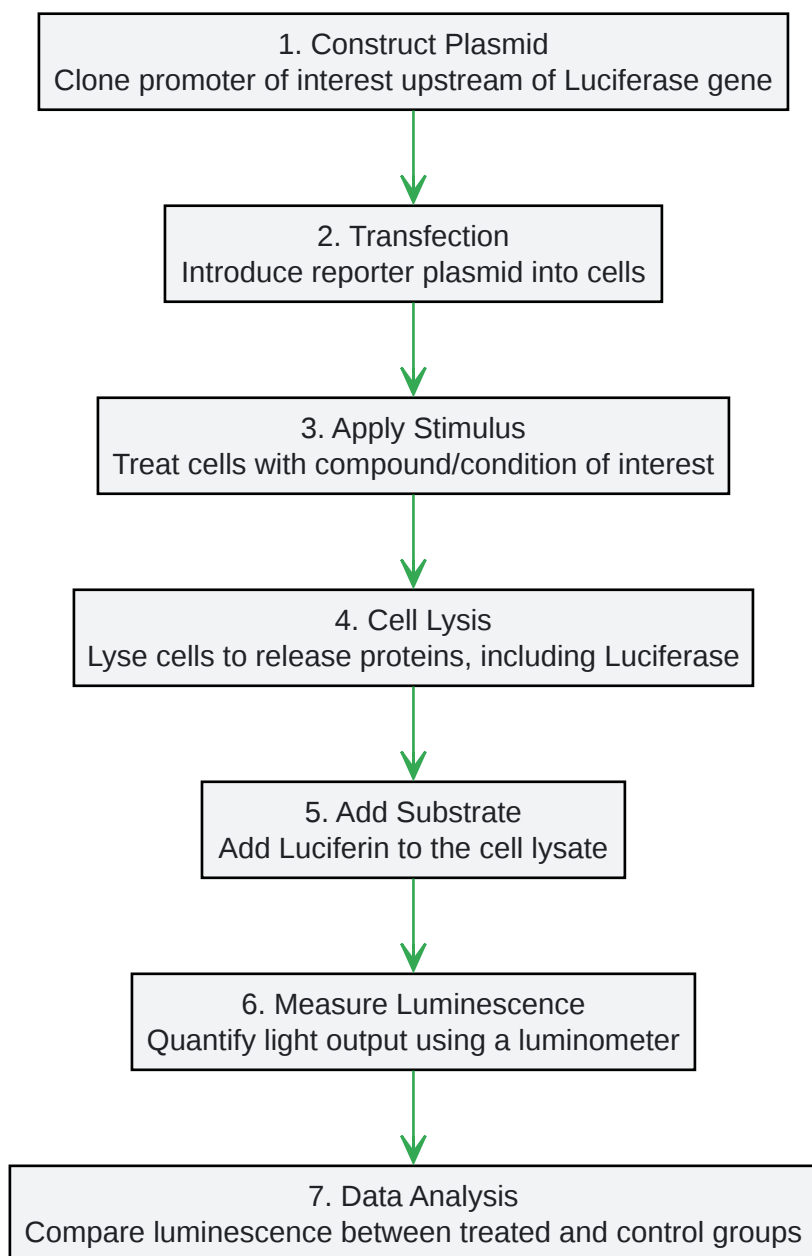 1. Construct Plasmid
Clone promoter of interest upstream of Luciferase gene
2. Transfection
Introduce reporter plasmid into cells
3. Apply Stimulus
Treat cells with compound/condition of interest
4. Cell Lysis
Lyse cells to release proteins, including Luciferase
5. Add Substrate
Add Luciferin to the cell lysate
6. Measure Luminescence
Quantify light output using a luminometer
7. Data Analysis
Compare luminescence between treated and control groups